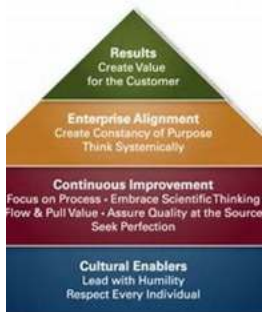 Results
Create Value
for the Customer
Enterprise Alignment
Create Constancy of Purpose
Think Systemically
Continuous Improvement
Focus on Process • Embrace Scientific Thinking
Flow & Pull Value • Assure Quality at the Source
Seek Perfection
Cultural Enablers
Lead with Humility
Respect Every Individual